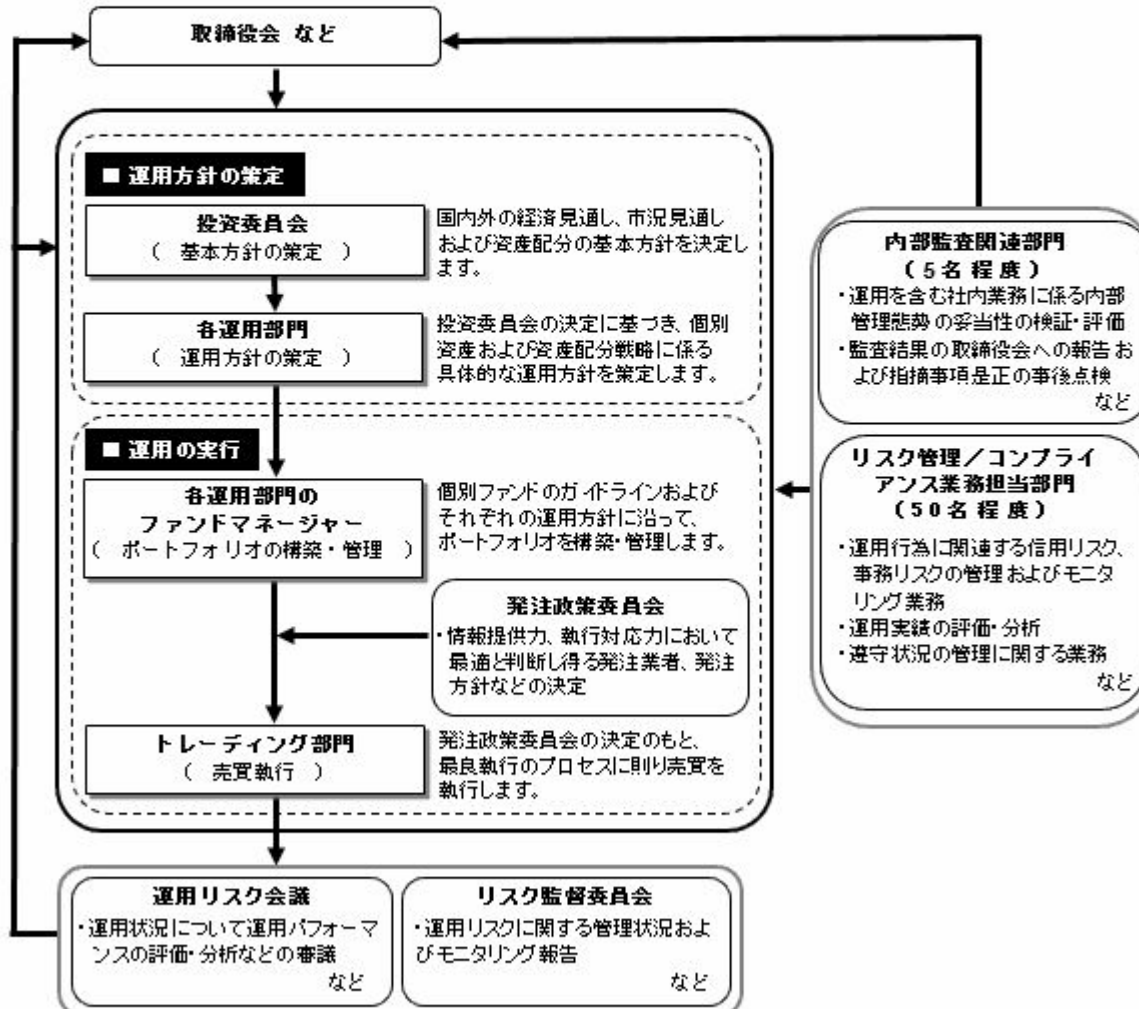 取締役会 など
■ 運用方針の策定
投資委員会
（ 基本方針の策定 ）
国内外の経済見通し、市況見通し
および資産配分の基本方針を決定し
ます。
各運用部門
（ 運用方針の策定 ）
投資委員会の決定に基づき、個別
資産および資産配分戦略に係る
具体的な運用方針を策定します。
■ 運用の実行
各運用部門の
ファンドマネージャー
（ ポートフォリオの構築・管理 ）
個別ファンドのガイドラインおよび
それぞれの運用方針に沿って、
ポートフォリオを構築・管理します。
発注政策委員会
・情報提供力、執行対応力において
最適と判断し得る発注業者、発注
方針などの決定
トレーディング部門
（ 売買執行 ）
発注政策委員会の決定のもと、
最良執行のプロセスに則り売買を
執行します。
内部監査関連部門
（5名程度）
・運用を含む社内業務に係る内部
管理態勢の妥当性の検証・評価
・監査結果の取締役会への報告お
よび指摘事項是正の事後点検
など
リスク管理／コンプライ
アンス業務担当部門
（50名程度）
・運用行為に関連する信用リスク、
事務リスクの管理およびモニタ
リング業務
・運用実績の評価・分析
・遵守状況の管理に関する業務
など
運用リスク会議
・運用状況について運用パフォーマ
ンスの評価・分析などの審議
など
リスク監督委員会
・運用リスクに関する管理状況およ
びモニタリング報告
など